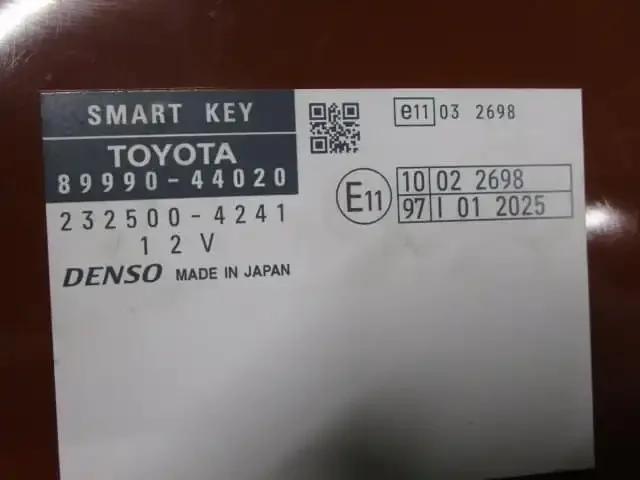 SMART KEY
TOYOTA
89990-44020
232500-4241
12V
DENSO MADE IN JAPAN
e11 03 2698
E11
10 02 2698
97 I 01 2025